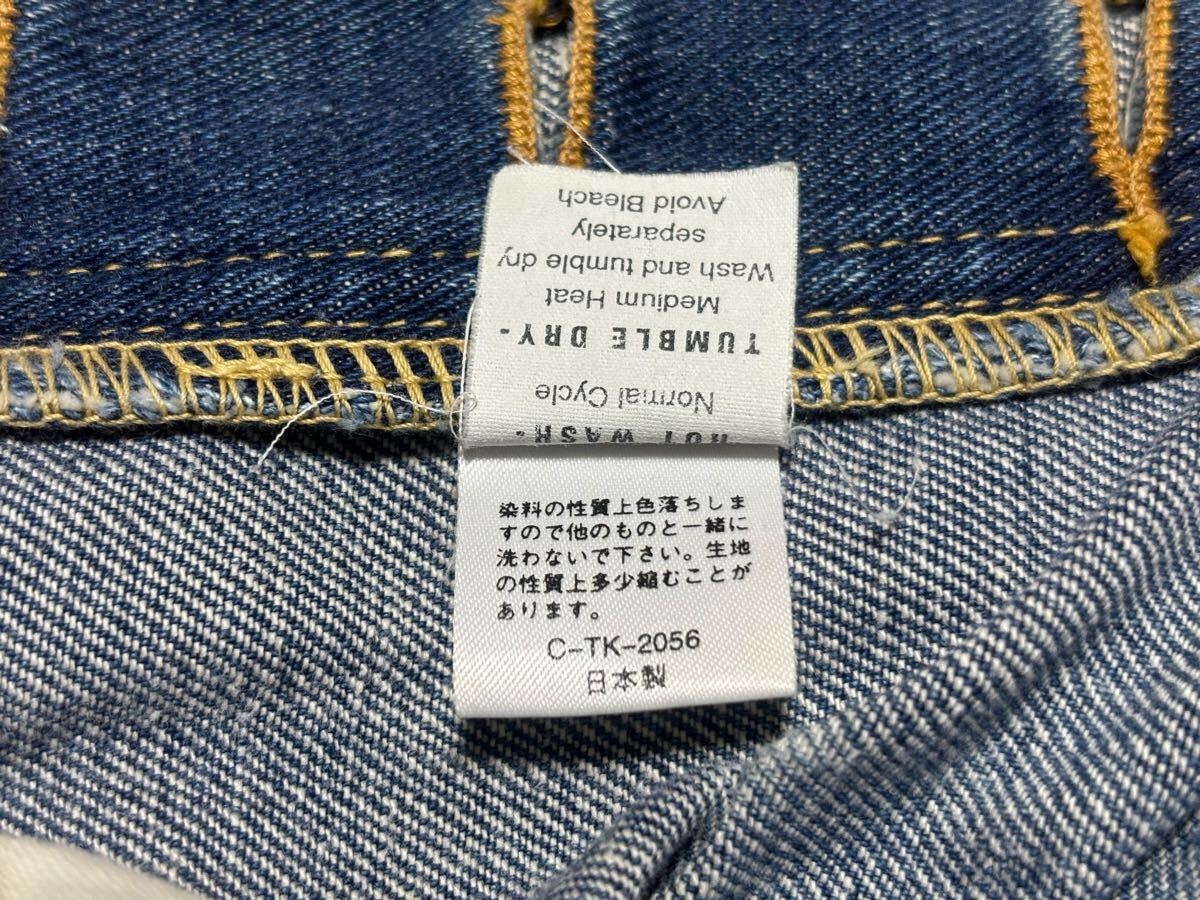 HOT WASH-
Normal Cycle
TUMBLE DRY-
Medium Heat
Wash and tumble dry
separately
Avoid Bleach
染料の性質上色落ちしま
すので他のものと一緒に
洗わないで下さい。生地
の性質上多少縮むことが
あります。
C-TK-2056
日本製